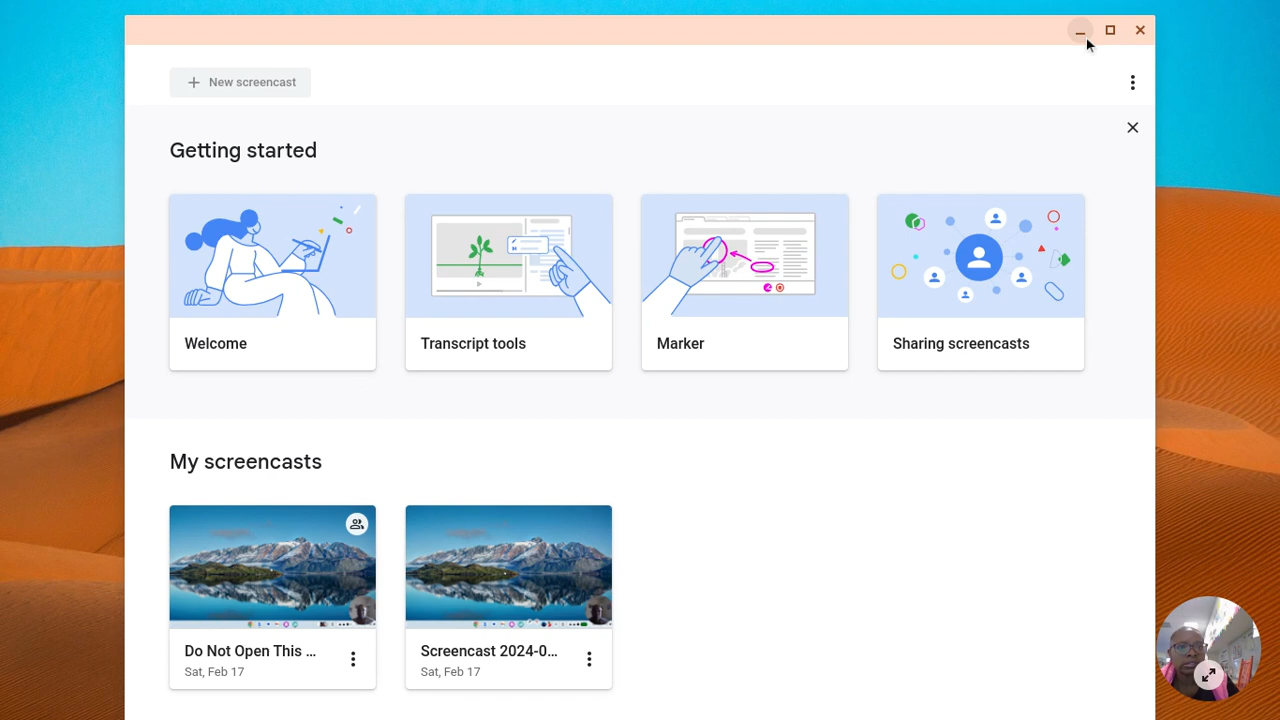 New screencast
Getting started
Welcome
Transcript tools
Marker
Sharing screencasts
My screencasts
Do Not Open This ...
Sat, Feb 17
Screencast 2024-0...
Sat, Feb 17